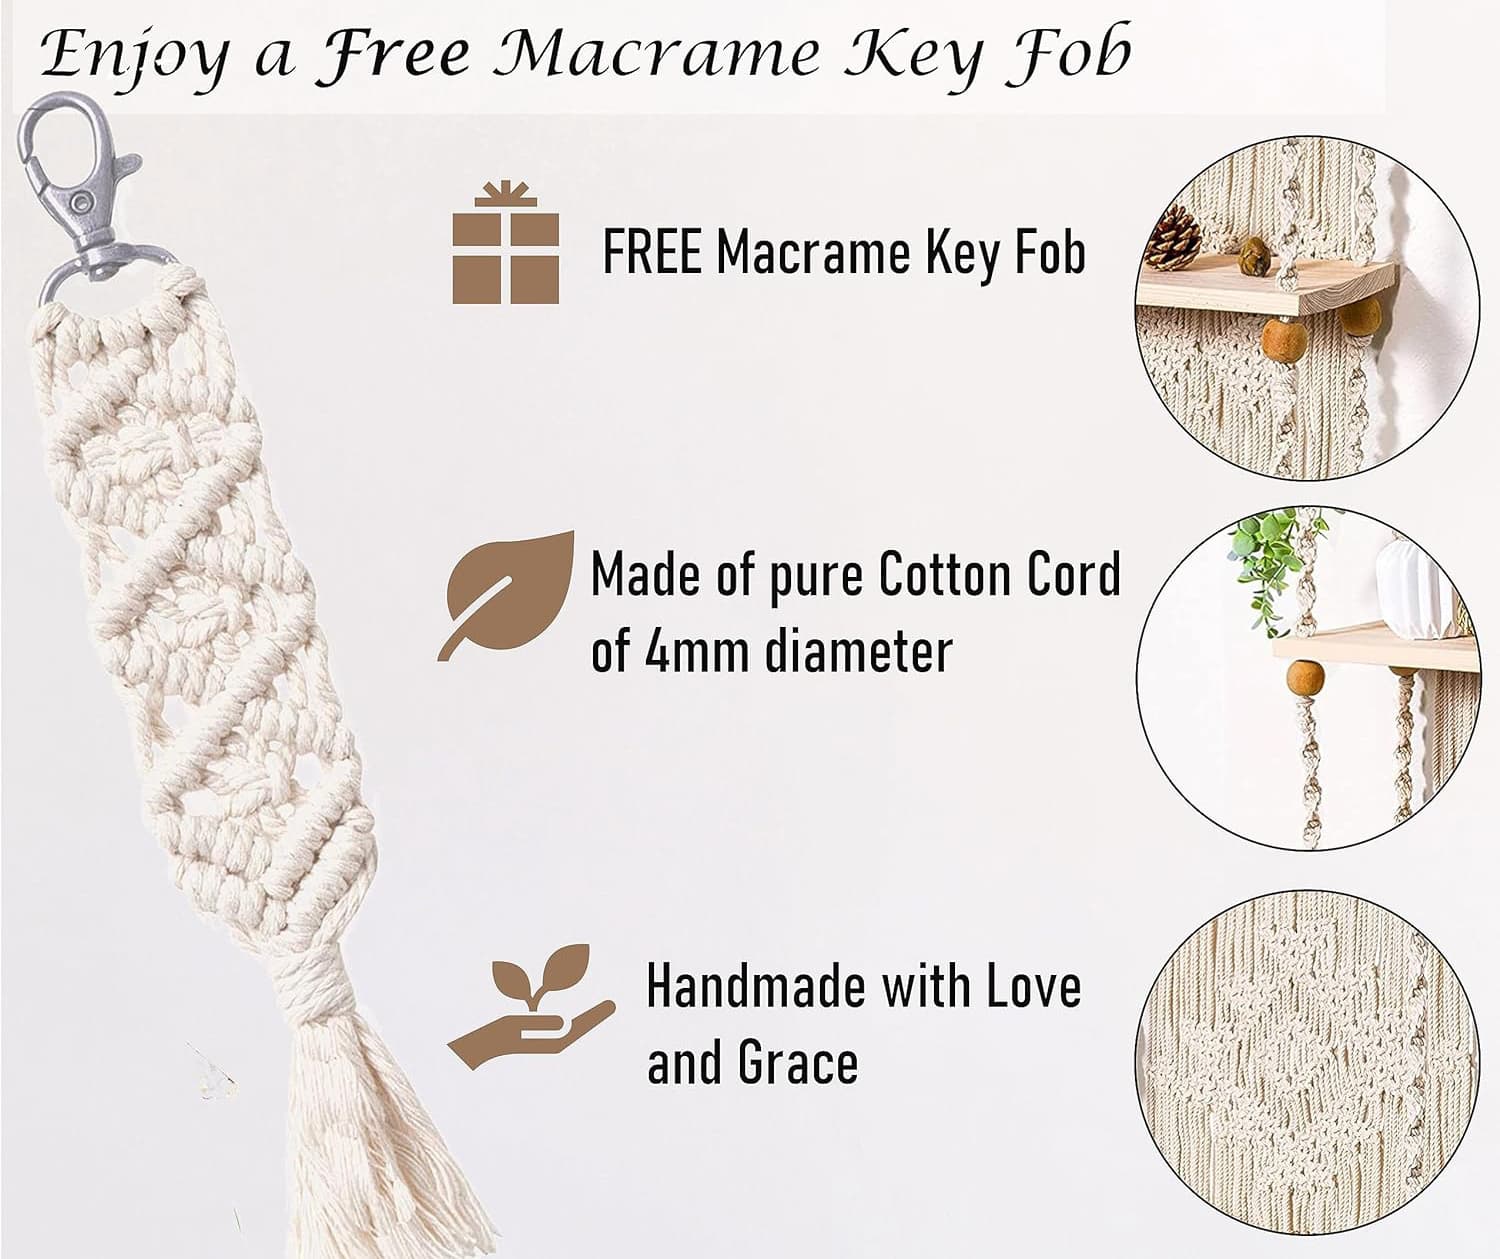 Enjoy a Free Macrame Key Fob
FREE Macrame Key Fob
Made of pure Cotton Cord
of 4mm diameter
Handmade with Love
and Grace